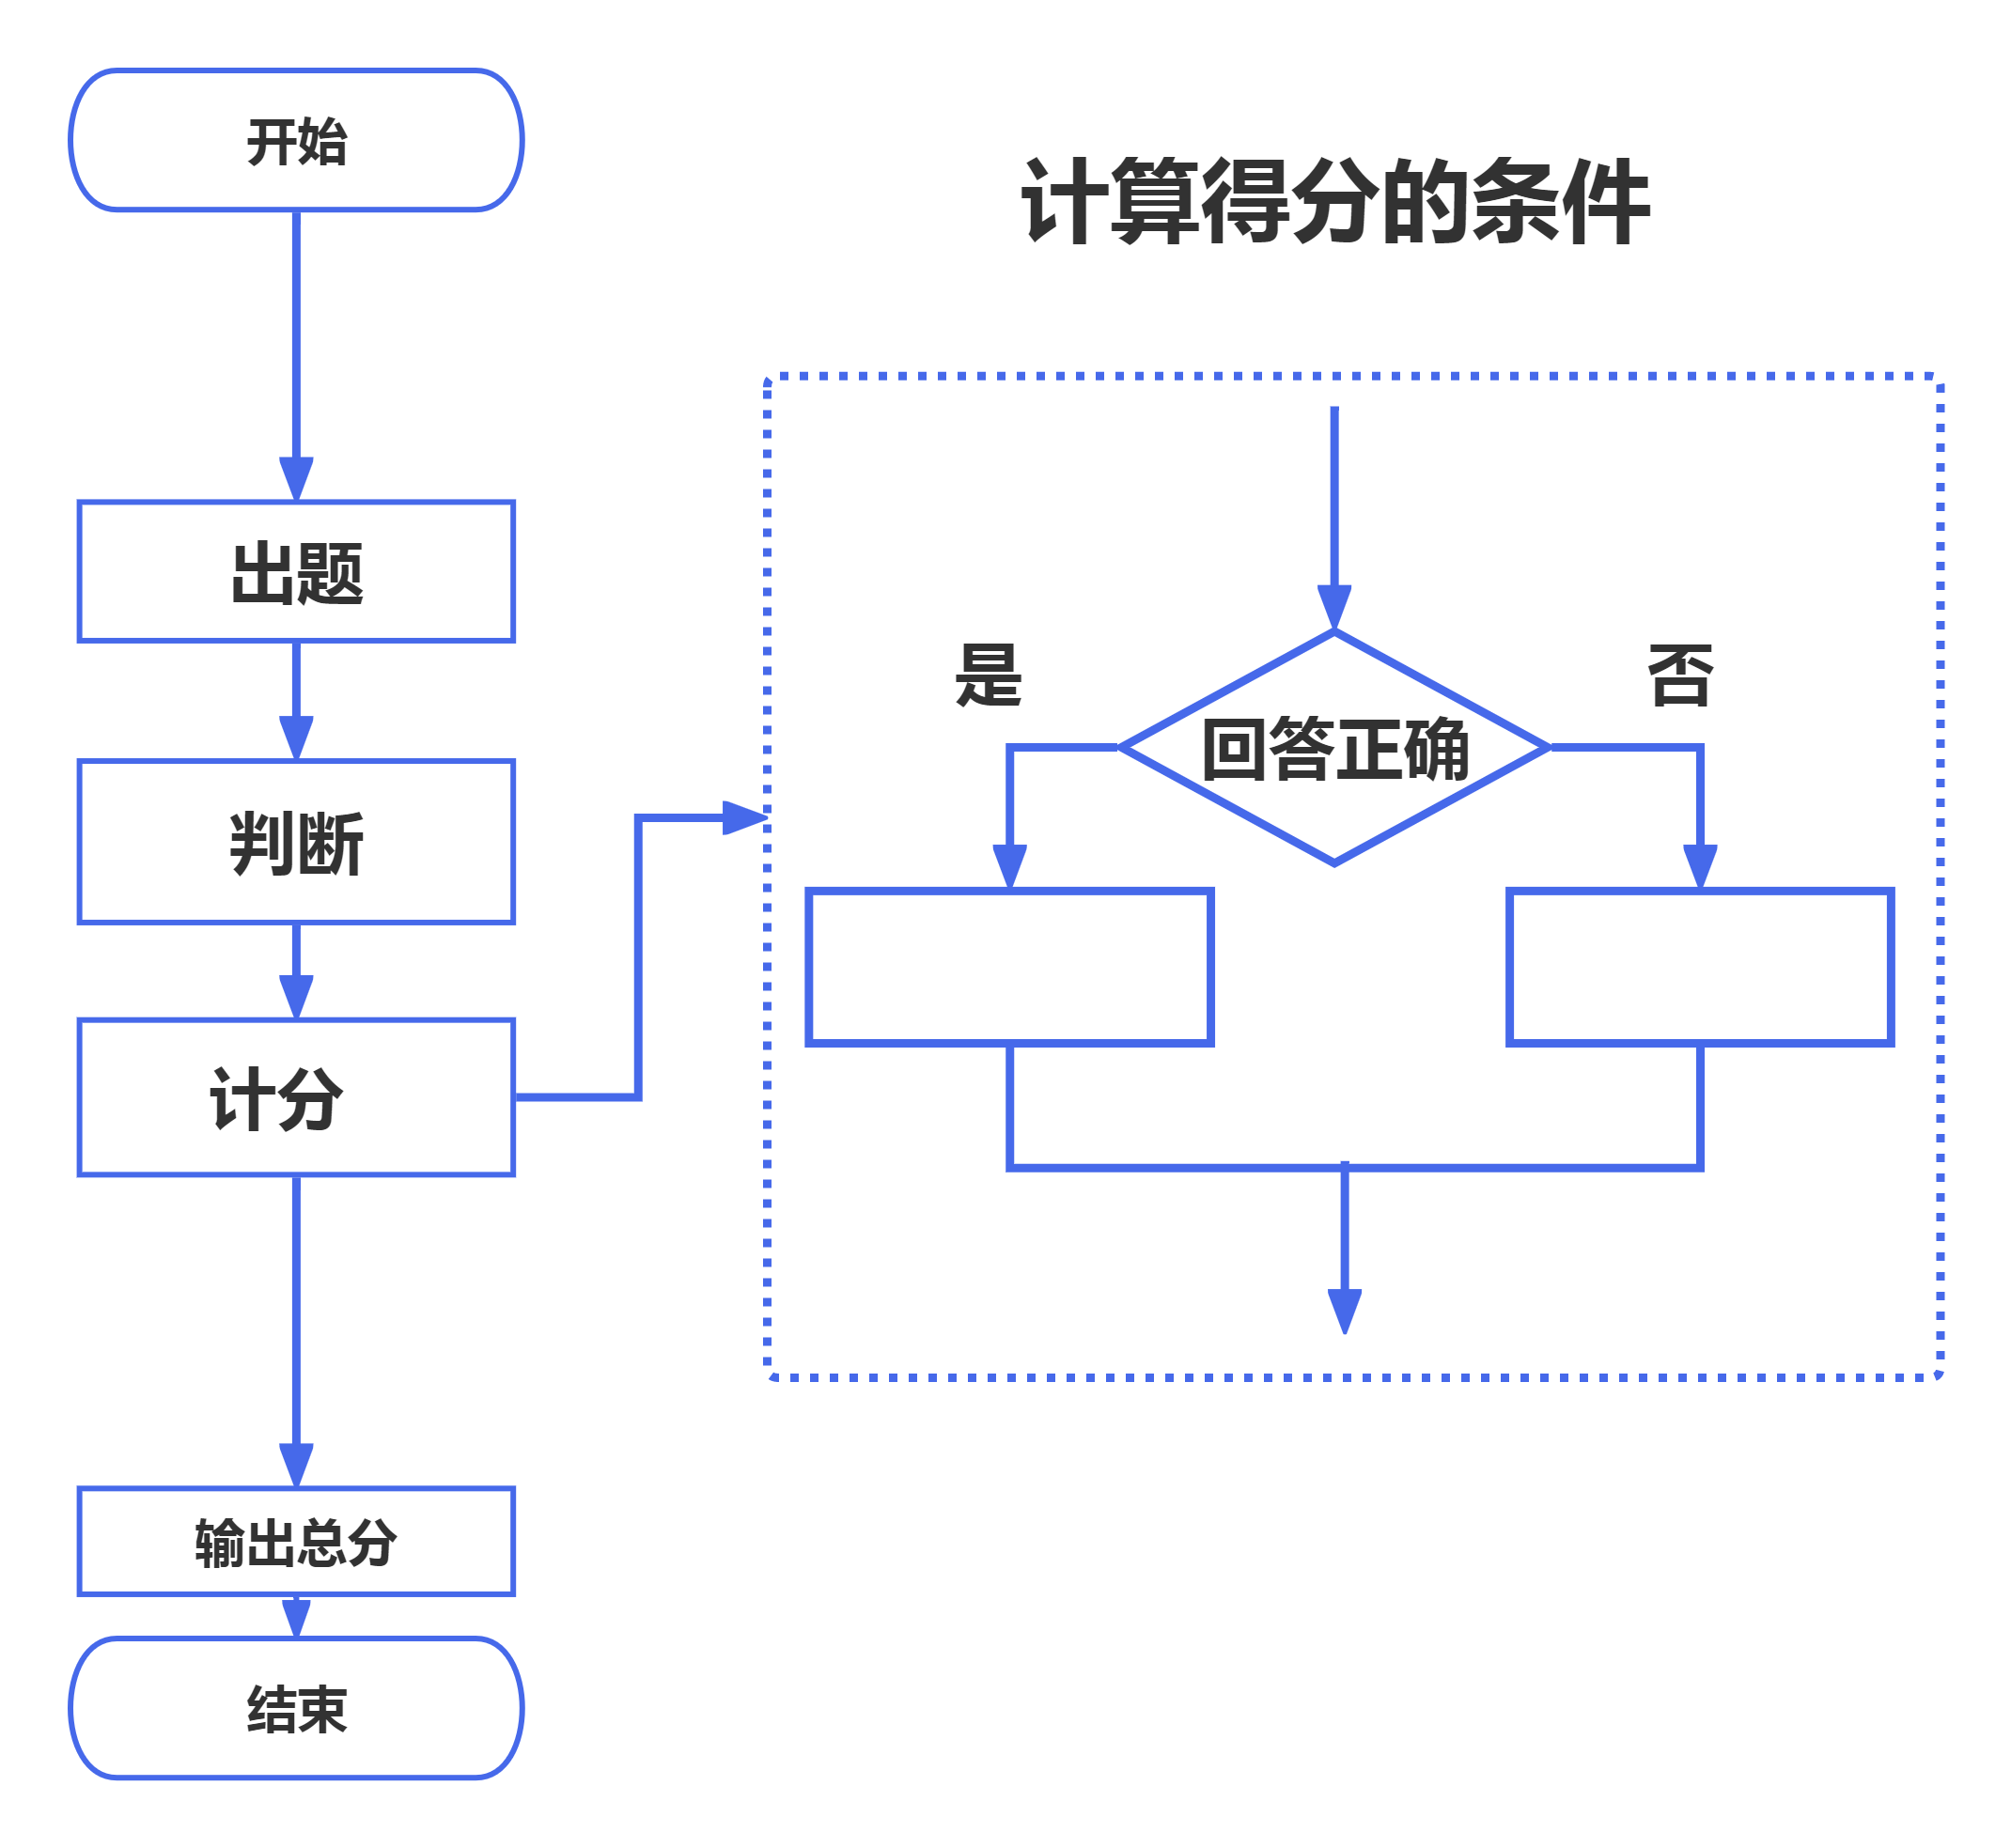 开始
计算得分的条件
出题
判断
计分
输出总分
结束
是
否
回答正确